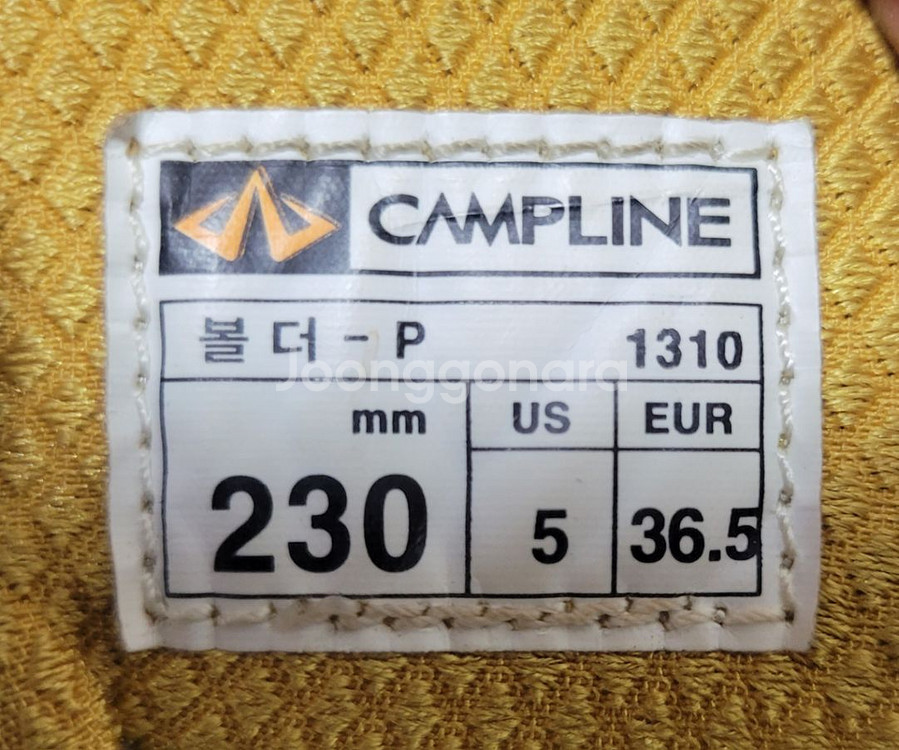 CAMPLINE
볼더-P 1310
mm US EUR
230 5 36.5
Joonggonara